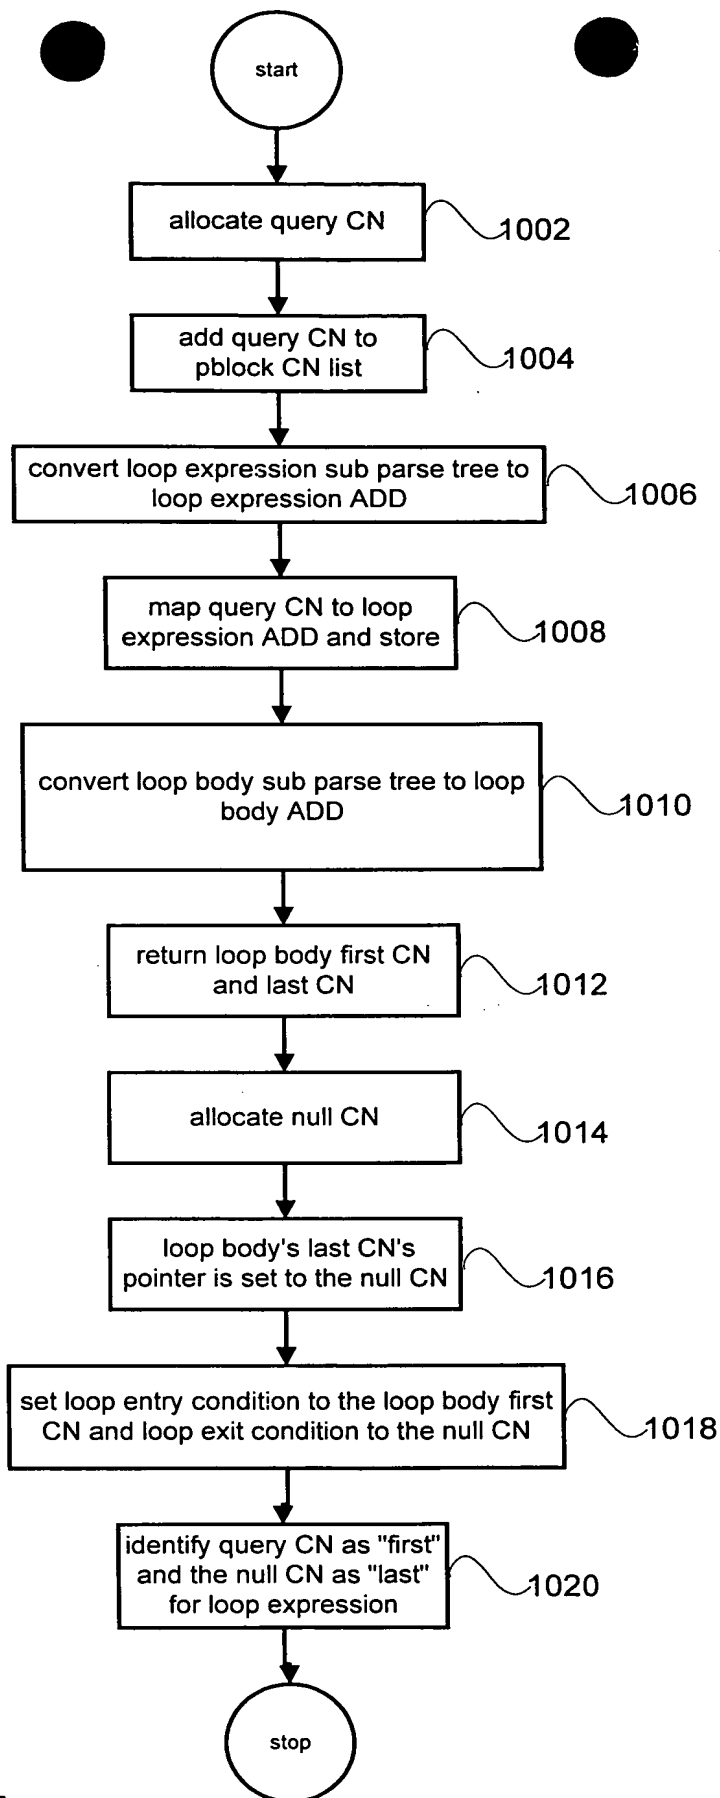 start
allocate query CN
1002
add query CN to
pblock CN list
1004
convert loop expression sub parse tree to
loop expression ADD
1006
map query CN to loop
expression ADD and store
1008
convert loop body sub parse tree to loop
body ADD
1010
return loop body first CN
and last CN
1012
allocate null CN
1014
loop body's last CN's
pointer is set to the null CN
1016
set loop entry condition to the loop body first
CN and loop exit condition to the null CN
1018
identify query CN as "first"
and the null CN as "last"
for loop expression
1020
stop